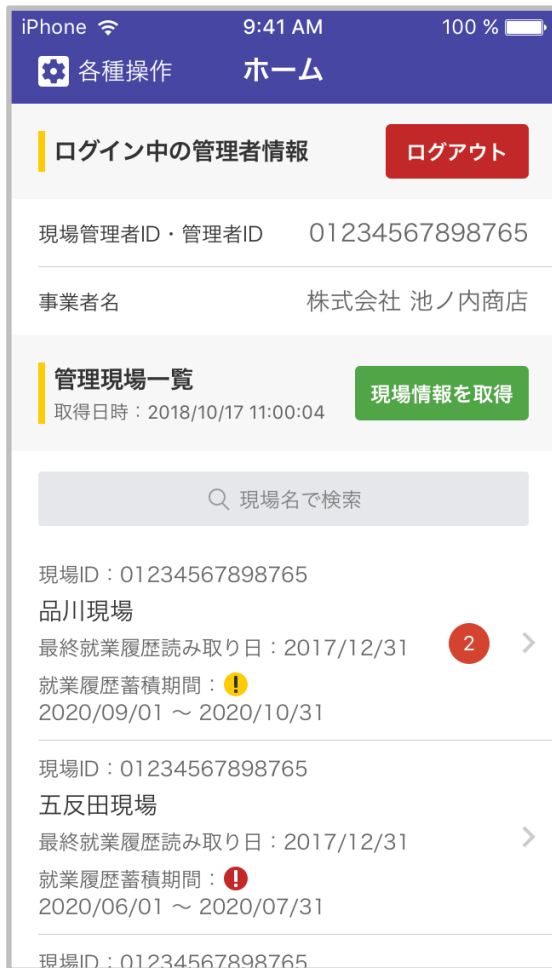 iPhone 9:41 AM 100 %
各種操作 ホーム
ログイン中の管理者情報 ログアウト
現場管理者ID・管理者ID 01234567898765
事業者名 株式会社 池ノ内商店
管理現場一覧
取得日時：2018/10/17 11:00:04
現場情報を取得
現場名で検索
現場ID：01234567898765
品川現場
最終就業履歴読み取り日：2017/12/31 2
就業履歴蓄積期間：
2020/09/01 ～ 2020/10/31
現場ID：01234567898765
五反田現場
最終就業履歴読み取り日：2017/12/31
就業履歴蓄積期間：
2020/06/01 ～ 2020/07/31
現場ID：01234567898765